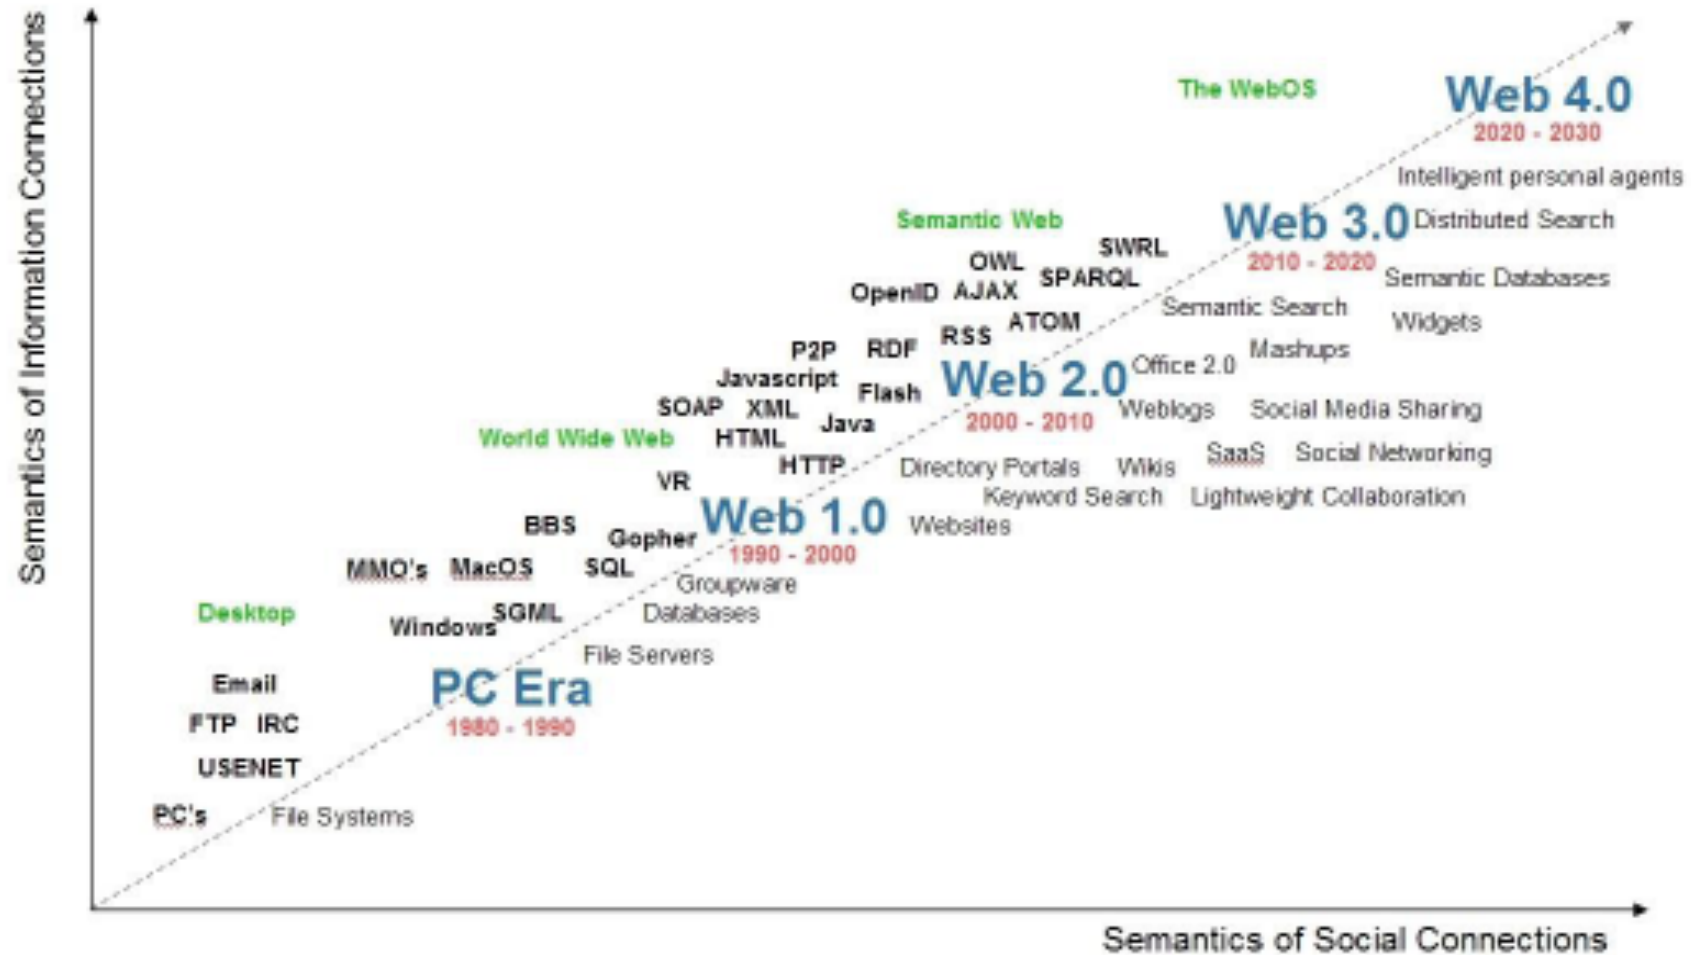 Semantics of Information Connections
The WebOS
Web 4.0
2020 - 2030
Intelligent personal agents
Semantic Web
Web 3.0
Distributed Search
2010 - 2020
SWRL
OWL
SPARQL
Semantic Databases
OpenID
AJAX
Semantic Search
ATOM
Widgets
RSS
P2P
RDF
Mashups
Office 2.0
Javascript
Flash
Web 2.0
2000 - 2010
SOAP
XML
Weblogs
Social Media Sharing
Java
World Wide Web
HTML
SaaS
Social Networking
HTTP
Directory Portals
Wikis
VR
Keyword Search
Lightweight Collaboration
Web 1.0
1990 - 2000
Websites
BBS
Gopher
MMO's
MacOS
SQL
Groupware
Desktop
SGML
Databases
Windows
File Servers
Email
PC Era
1980 - 1990
FTP
IRC
USENET
PC's
File Systems
Semantics of Social Connections